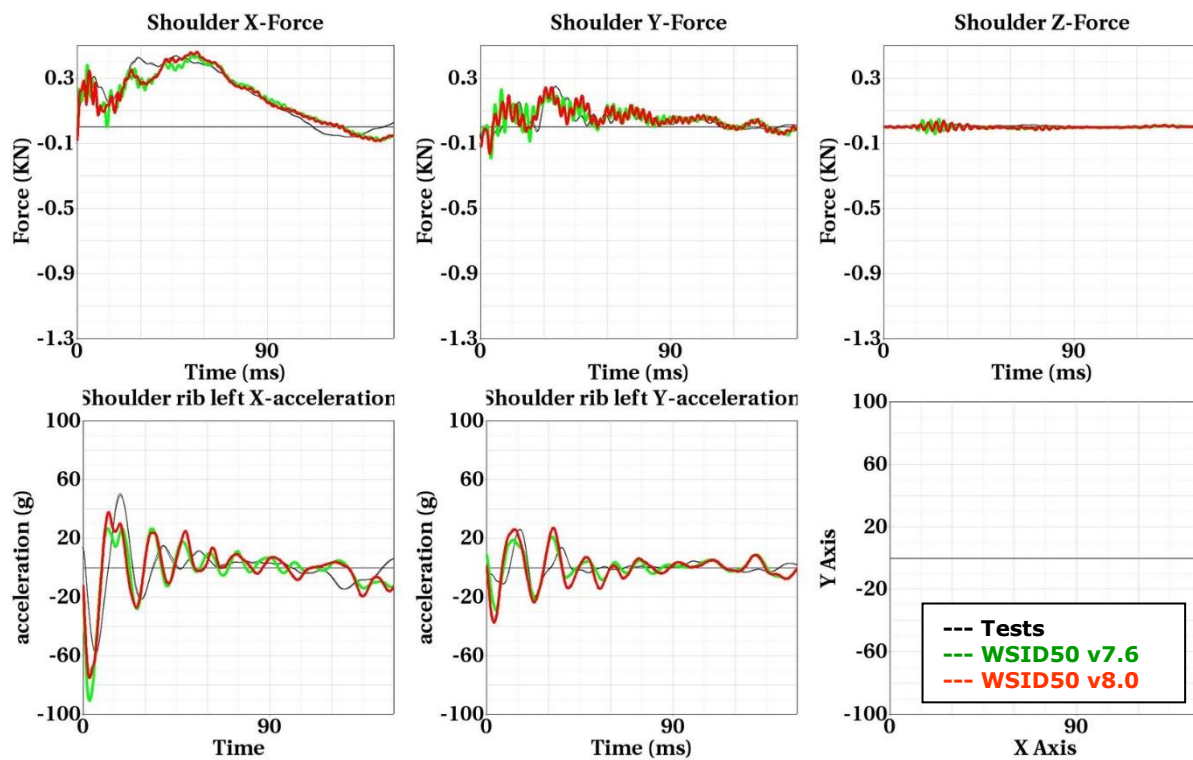 Shoulder X-Force
0.3
-0.1
-0.5
-0.9
-1.3
Force (KN)
0
90
Time (ms)
Shoulder Y-Force
0.3
-0.1
-0.5
-0.9
-1.3
Force (KN)
0
90
Time (ms)
Shoulder Z-Force
0.3
-0.1
-0.5
-0.9
-1.3
Force (KN)
0
90
Time (ms)
Shoulder rib left X-acceleration
100
60
20
-20
-60
-100
acceleration (g)
0
90
Time
Shoulder rib left Y-acceleration
100
60
20
-20
-60
-100
acceleration (g)
0
90
Time (ms)
100
60
20
-20
-60
-100
Y Axis
0
90
X Axis
--- Tests
--- WSID50 v7.6
--- WSID50 v8.0